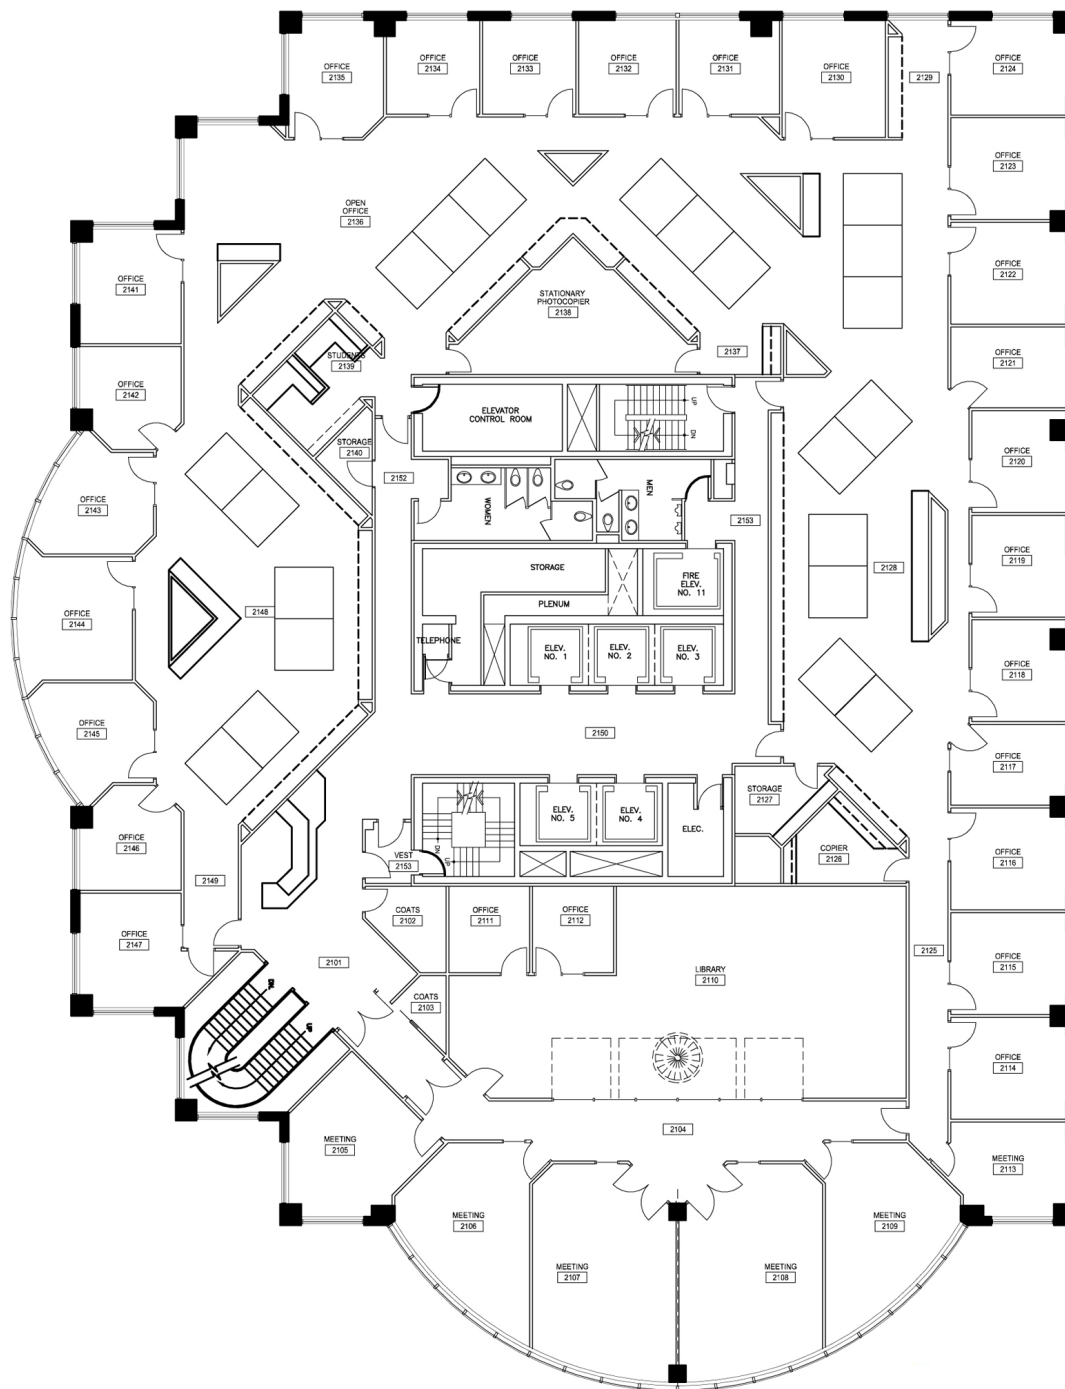 OFFICE
2135
OFFICE
2134
OFFICE
2133
OFFICE
2132
OFFICE
2131
OFFICE
2130
2129
OFFICE
2124
OFFICE
2123
OPEN
OFFICE
2136
OFFICE
2141
STATIONARY
PHOTOCOPIER
2138
OFFICE
2122
2137
STUDENTS
2139
OFFICE
2121
OFFICE
2142
ELEVATOR
CONTROL ROOM
UP
DN
STORAGE
2140
OFFICE
2120
2152
WOMEN
MEN
OFFICE
2143
2153
STORAGE
FIRE
ELEV.
NO. 11
2128
OFFICE
2119
PLENUM
OFFICE
2144
2148
TELEPHONE
ELEV.
NO. 1
ELEV.
NO. 2
ELEV.
NO. 3
OFFICE
2118
OFFICE
2145
2150
OFFICE
2117
STORAGE
2127
ELEV.
NO. 5
ELEV.
NO. 4
ELEC.
DN
UP
OFFICE
2146
VEST
2153
COPIER
2126
OFFICE
2116
2149
COATS
2102
OFFICE
2111
OFFICE
2112
OFFICE
2147
2101
LIBRARY
2110
2125
OFFICE
2115
DN.
UP
COATS
2103
OFFICE
2114
MEETING
2105
2104
MEETING
2113
MEETING
2106
MEETING
2109
MEETING
2107
MEETING
2108